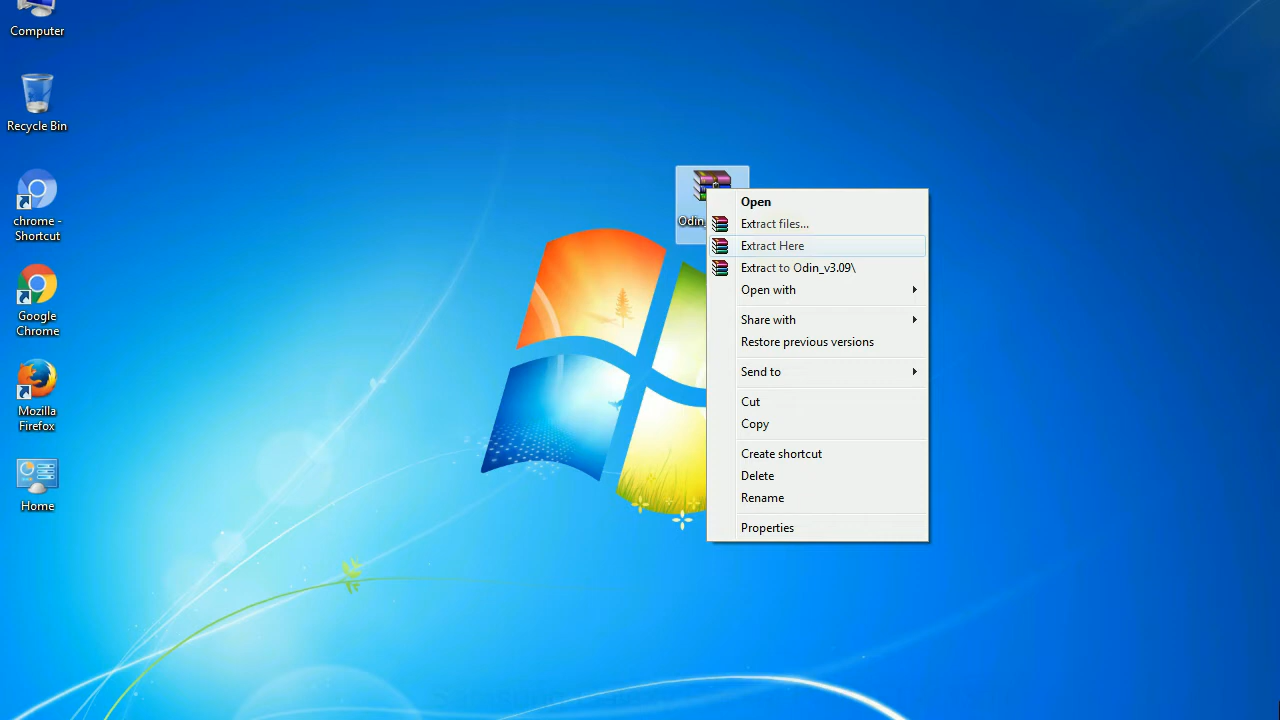 Computer
Recycle Bin
chrome -
Shortcut
Google
Chrome
Mozilla
Firefox
Home
Odin_
Open
Extract files...
Extract Here
Extract to Odin_v3.09\
Open with
Share with
Restore previous versions
Send to
Cut
Copy
Create shortcut
Delete
Rename
Properties